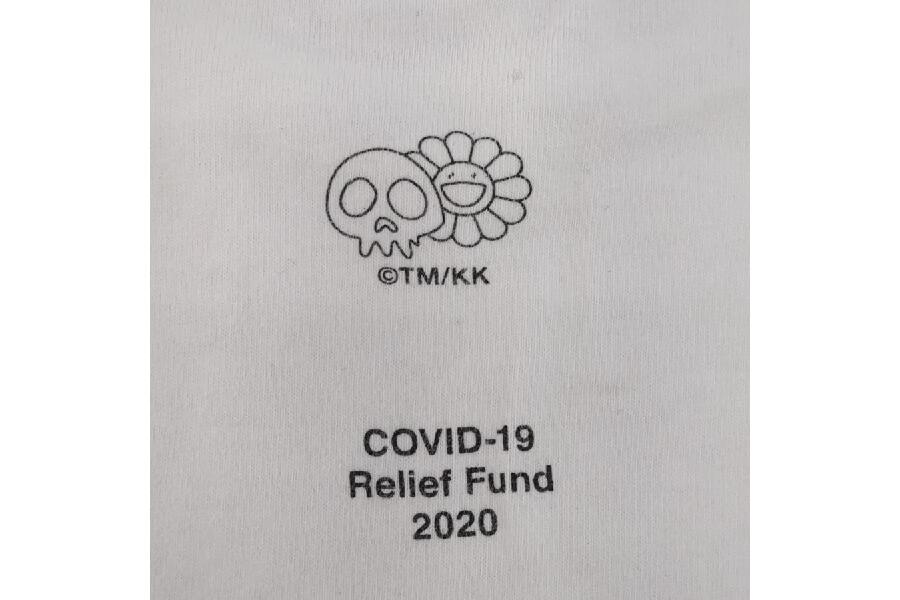 ©TM/KK
COVID-19
Relief Fund
2020